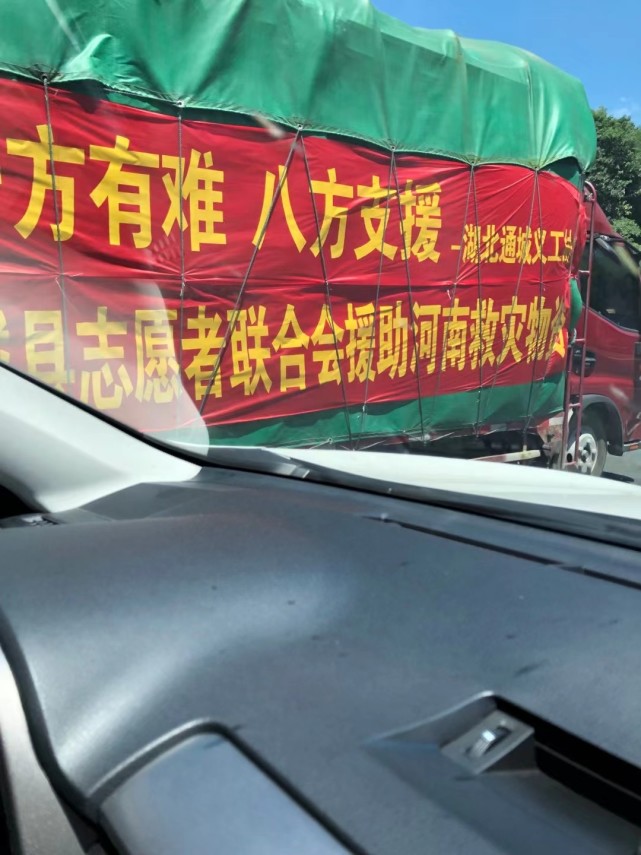 方有难 八方支援-湖北通城义工
县志愿者联合会援助河南救灾物